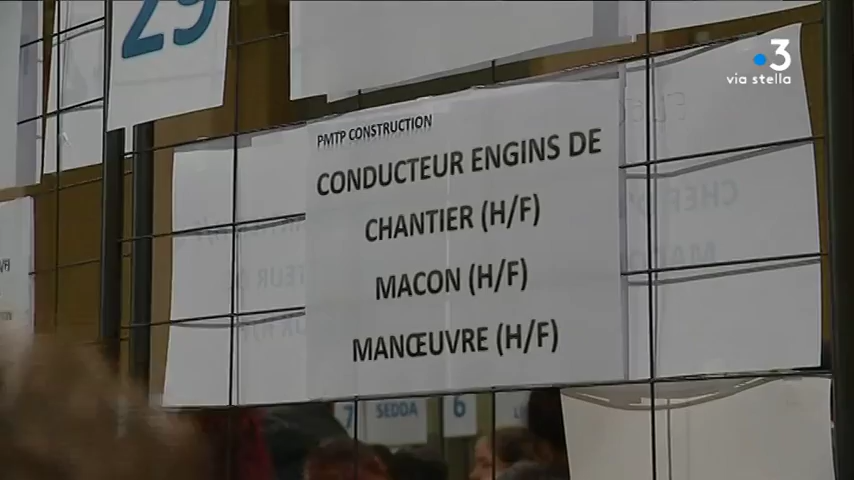 29
3
via stella
PMTP CONSTRUCTION
CONDUCTEUR ENGINS DE
CHANTIER (H/F)
MACON (H/F)
MANŒUVRE (H/F)
7
SEDDA
6